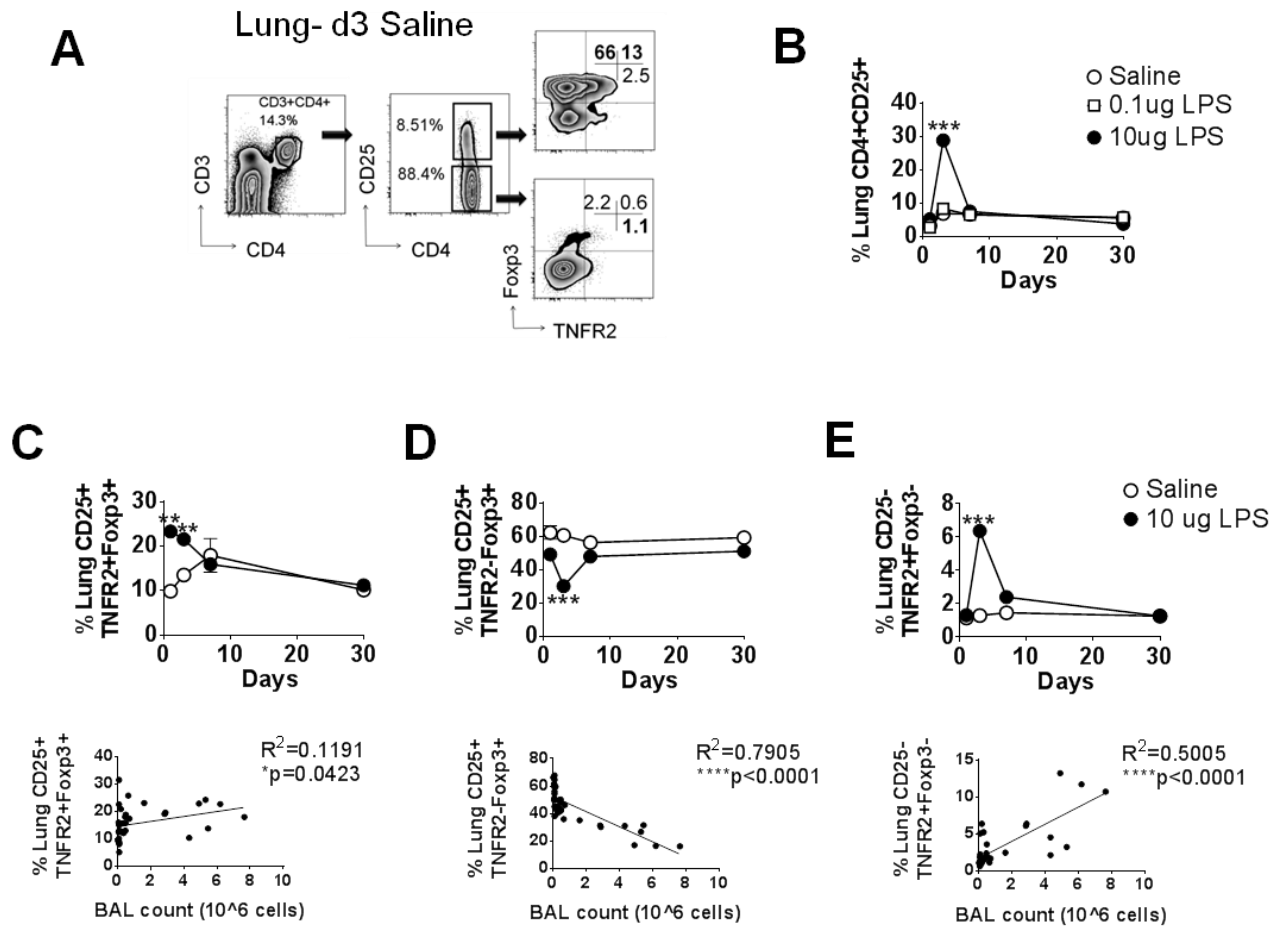 A
Lung- d3 Saline
CD3+CD4+
14.3%
CD3
CD4
8.51%
88.4%
CD25
CD4
66 13
2.5
2.2 0.6
1.1
Foxp3
TNFR2
B
% Lung CD4+CD25+
40
30
20
10
0
***
0 10 20 30
Days
Saline
0.1ug LPS
10ug LPS
C
% Lung CD25+
TNFR2+Foxp3+
30
20
10
0
**
**
0 10 20 30
Days
% Lung CD25+
TNFR2+Foxp3+
40
30
20
10
0
R²=0.1191
*p=0.0423
0 2 4 6 8 10
BAL count (10^6 cells)
D
% Lung CD25+
TNFR2-Foxp3+
80
60
40
20
0
***
0 10 20 30
Days
% Lung CD25+
TNFR2-Foxp3+
80
60
40
20
0
R²=0.7905
****p<0.0001
0 2 4 6 8 10
BAL count (10^6 cells)
E
% Lung CD25-
TNFR2+Foxp3-
8
6
4
2
0
***
0 10 20 30
Days
Saline
10 ug LPS
% Lung CD25-
TNFR2+Foxp3-
15
10
5
0
R²=0.5005
****p<0.0001
0 2 4 6 8 10
BAL count (10^6 cells)